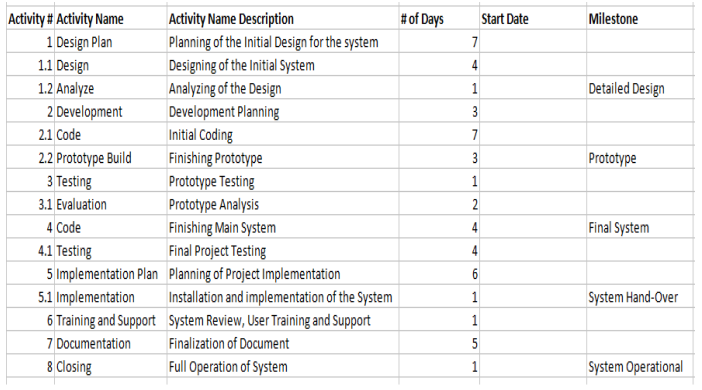 Activity # Activity Name Activity Name Description # of Days Start Date Milestone
1 Design Plan Planning of the Initial Design for the system 7
1.1 Design Designing of the Initial System 4
1.2 Analyze Analyzing of the Design 1 Detailed Design
2 Development Development Planning 3
2.1 Code Initial Coding 7
2.2 Prototype Build Finishing Prototype 3 Prototype
3 Testing Prototype Testing 1
3.1 Evaluation Prototype Analysis 2
4 Code Finishing Main System 4 Final System
4.1 Testing Final Project Testing 4
5 Implementation Plan Planning of Project Implementation 6
5.1 Implementation Installation and implementation of the System 1 System Hand-Over
6 Training and Support System Review, User Training and Support 1
7 Documentation Finalization of Document 5
8 Closing Full Operation of System 1 System Operational